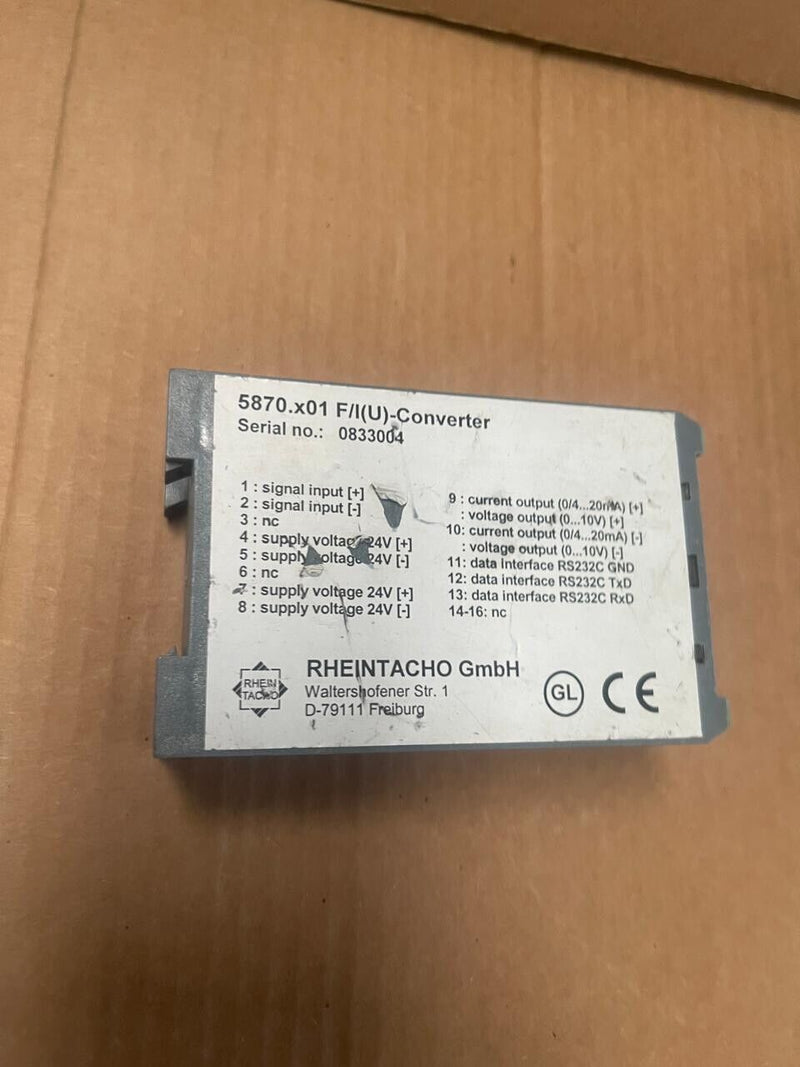 5870.x01 F/I(U)-Converter
Serial no.: 0833004
1 : signal input [+]
2 : signal input [-]
3 : nc
4 : supply voltage 24V [+]
5 : supply voltage 24V [-]
6 : nc
7 : supply voltage 24V [+]
8 : supply voltage 24V [-]
9 : current output (0/4...20mA) [+]
: voltage output (0...10V) [+]
10: current output (0/4...20mA) [-]
: voltage output (0...10V) [-]
11: data interface RS232C GND
12: data interface RS232C TxD
13: data interface RS232C RxD
14-16: nc
RHEIN
TACHO
RHEINTACHO GmbH
Waltershofener Str. 1
D-79111 Freiburg
GL
CE